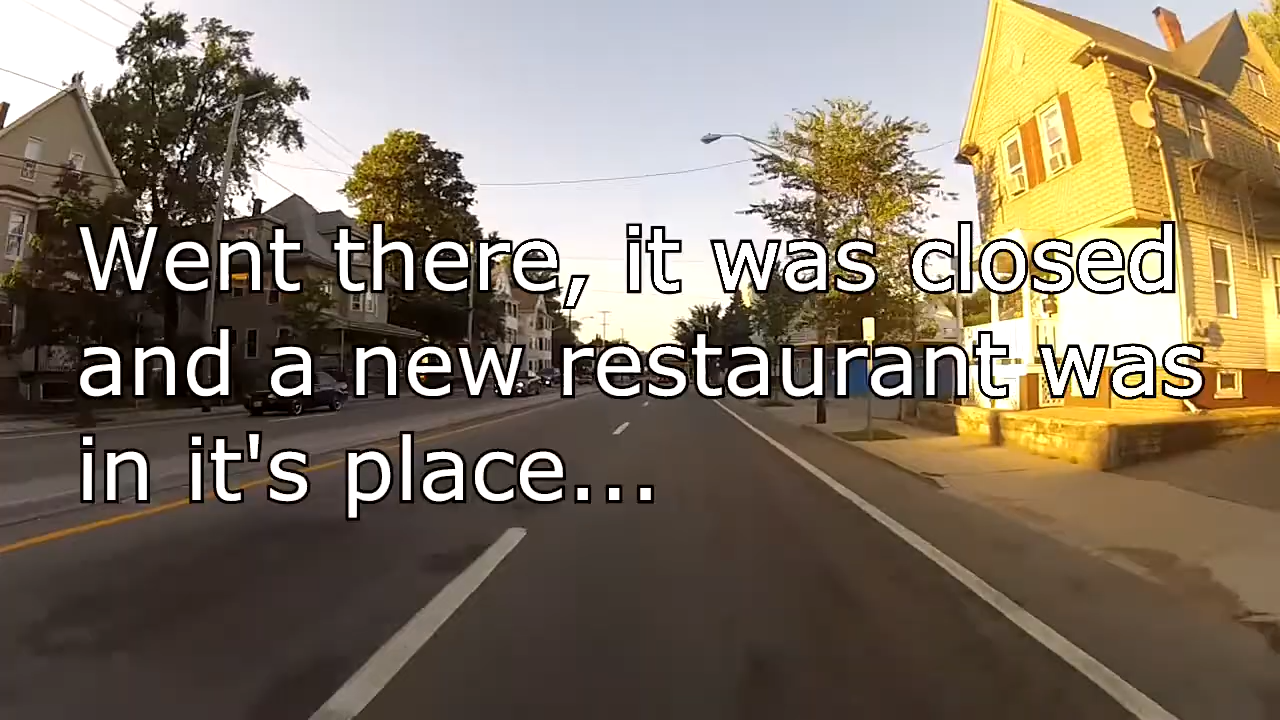 Went there, it was closed
and a new restaurant was
in it's place...